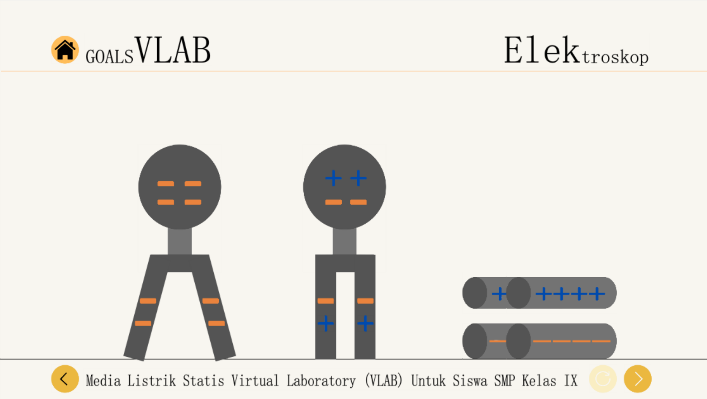 GOALSVLAB
Elektroskop
Media Listrik Statis Virtual Laboratory (VLAB) Untuk Siswa SMP Kelas IX